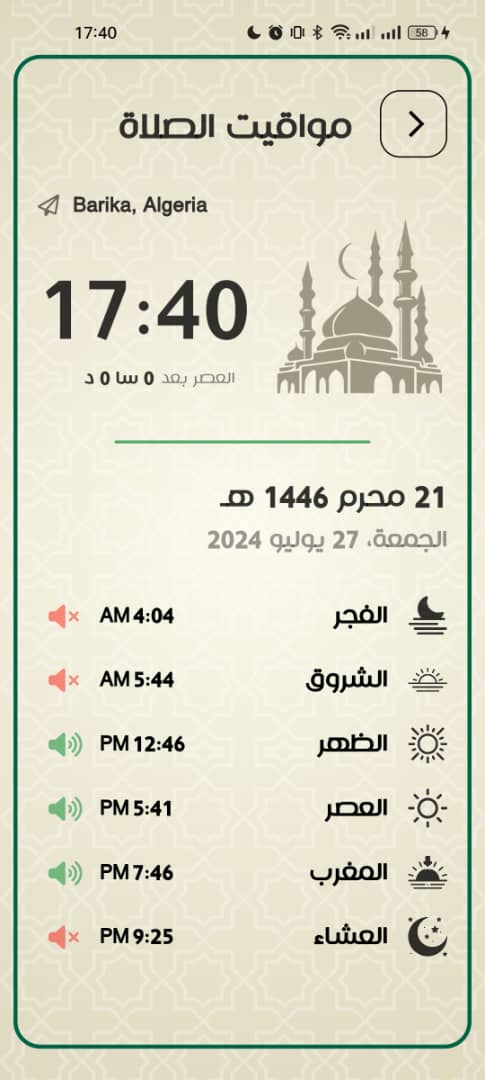 17:40
58
مواقيت الصلاة
Barika, Algeria
17:40
العصر بعد 0 سا 0 د
21 محرم 1446 هـ
الجمعة، 27 يوليو 2024
الفجر AM 4:04
الشروق AM 5:44
الظهر PM 12:46
العصر PM 5:41
المغرب PM 7:46
العشاء PM 9:25